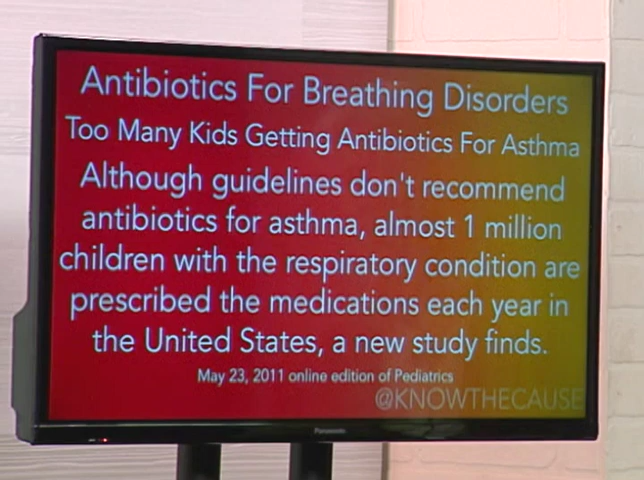 Antibiotics For Breathing Disorders
Too Many Kids Getting Antibiotics For Asthma
Although guidelines don't recommend
antibiotics for asthma, almost 1 million
children with the respiratory condition are
prescribed the medications each year in
the United States, a new study finds.
May 23, 2011 online edition of Pediatrics
@KNOWTHECAUSE
Panasonic